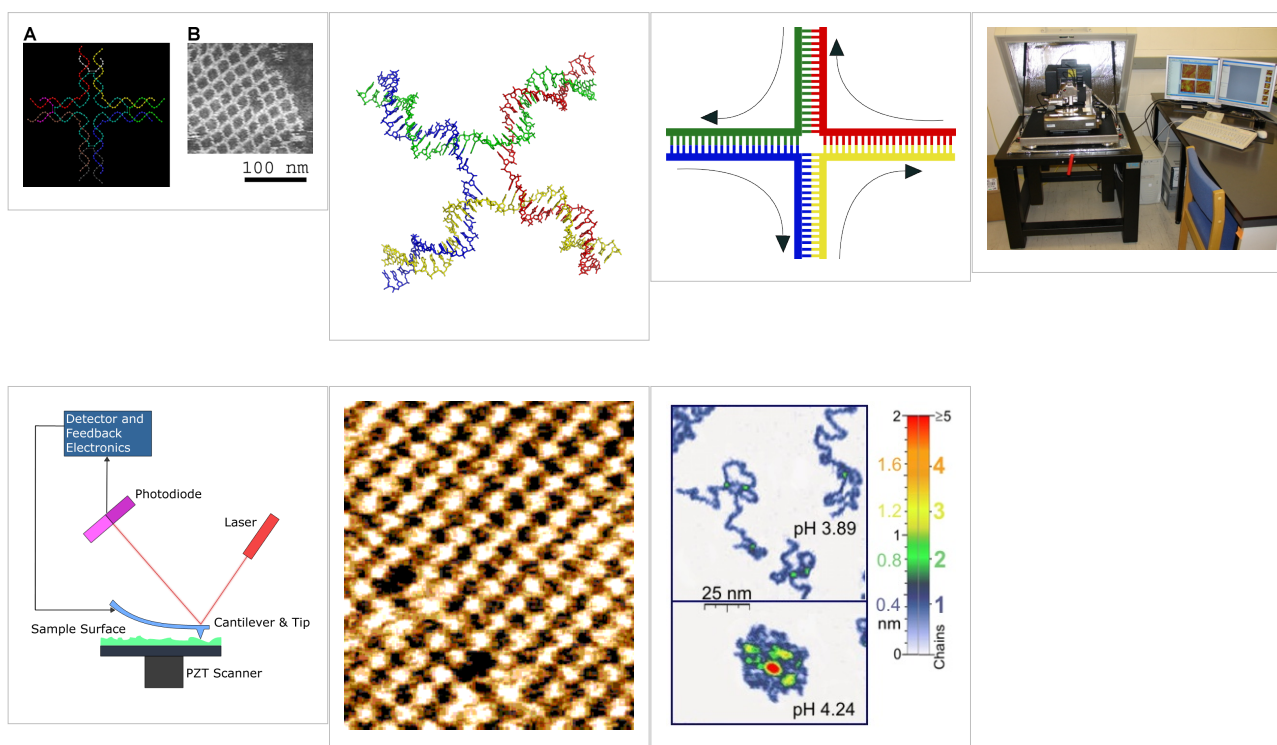 A
B
100 nm
Detector and
Feedback
Electronics
Photodiode
Laser
Cantilever & Tip
Sample Surface
PZT Scanner
pH 3.89
25 nm
pH 4.24
2 ≥5
1.6 4
1.2 3
1
0.8 2
0.4 1
nm
0
Chains